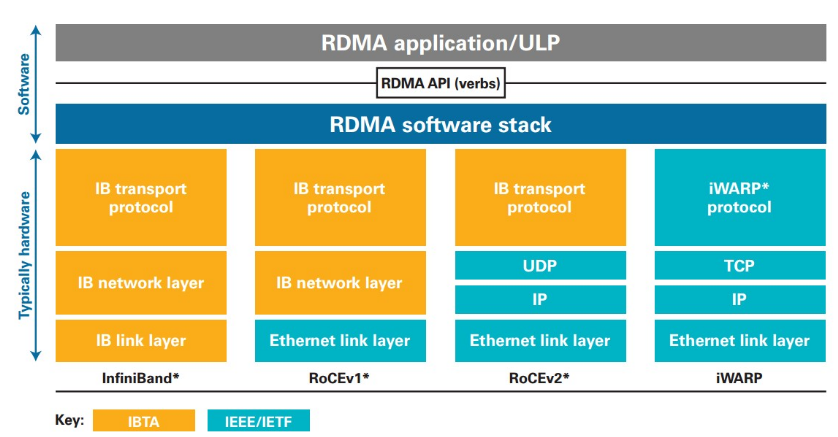 RDMA application/ULP
RDMA API (verbs)
Software
RDMA software stack
Typically hardware
IB transport
protocol
IB transport
protocol
IB transport
protocol
iWARP*
protocol
IB network layer
IB network layer
UDP
TCP
IP
IP
IB link layer
Ethernet link layer
Ethernet link layer
Ethernet link layer
InfiniBand*
RoCEv1*
RoCEv2*
iWARP
Key:
IBTA
IEEE/IETF